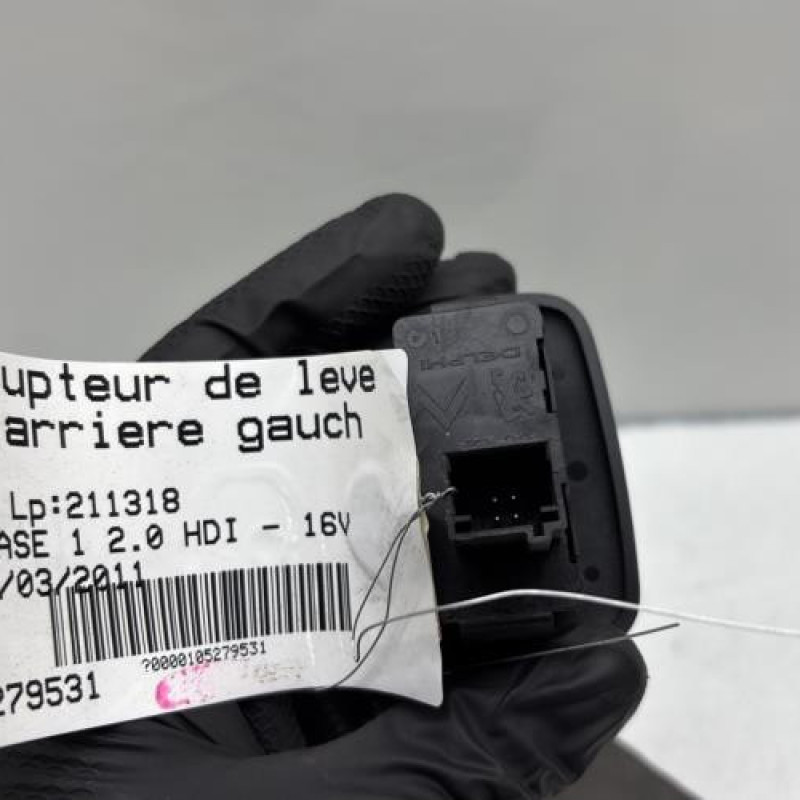 upteur de leve
arriere gauch
Lp:211318
ASE 1 2.0 HDI - 16V
/03/2011
?0000105279531
279531
DELPHI